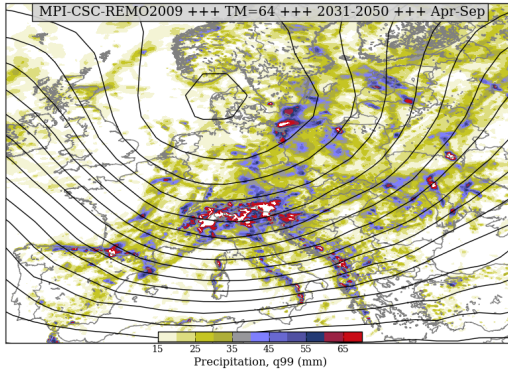 MPI-CSC-REMO2009 +++ TM=64 +++ 2031-2050 +++ Apr-Sep
15 25 35 45 55 65
Precipitation, q99 (mm)